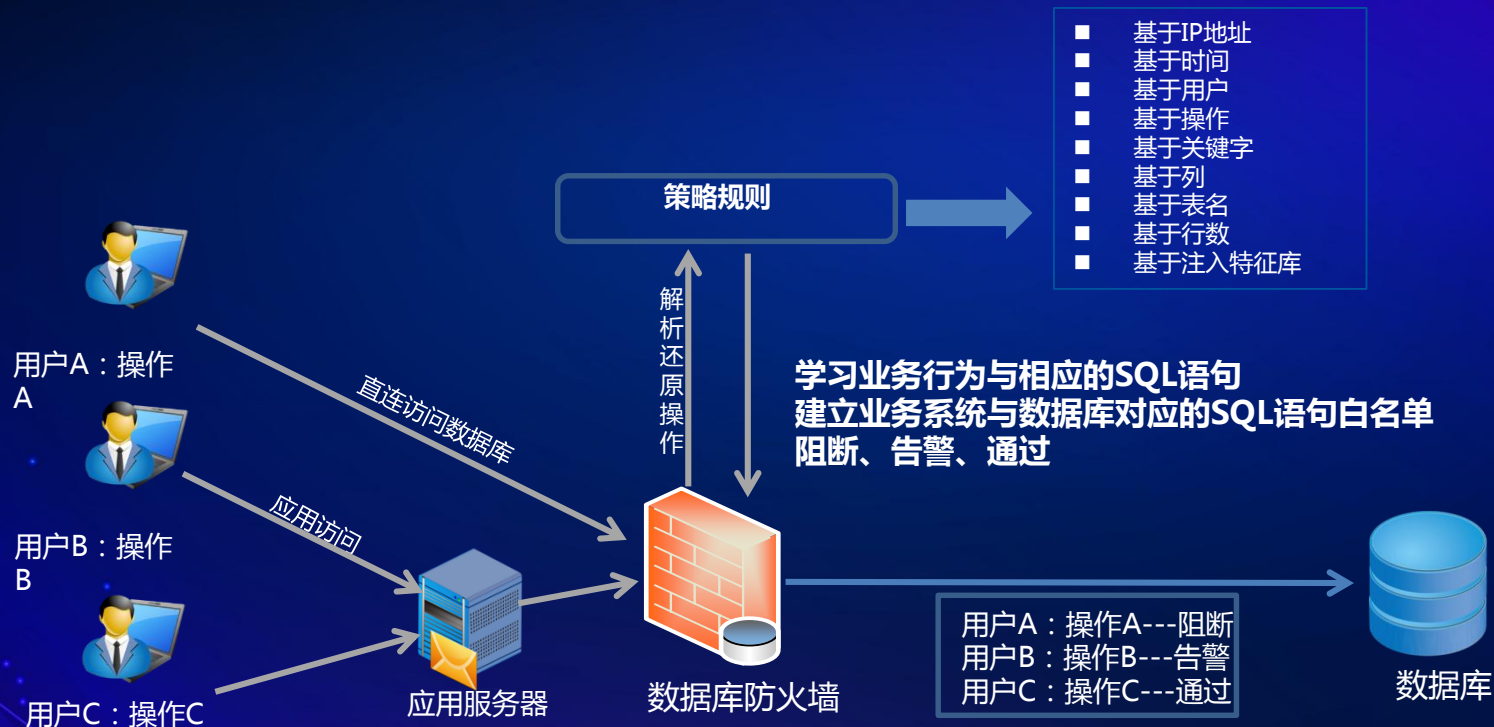 基于IP地址
基于时间
基于用户
基于操作
基于关键字
基于列
基于表名
基于行数
基于注入特征库
策略规则
解析还原操作
用户A：操作
A
直连访问数据库
学习业务行为与相应的SQL语句
建立业务系统与数据库对应的SQL语句白名单
阻断、告警、通过
应用访问
用户B：操作
B
用户A：操作A---阻断
用户B：操作B---告警
用户C：操作C---通过
用户C：操作C
应用服务器
数据库防火墙
数据库